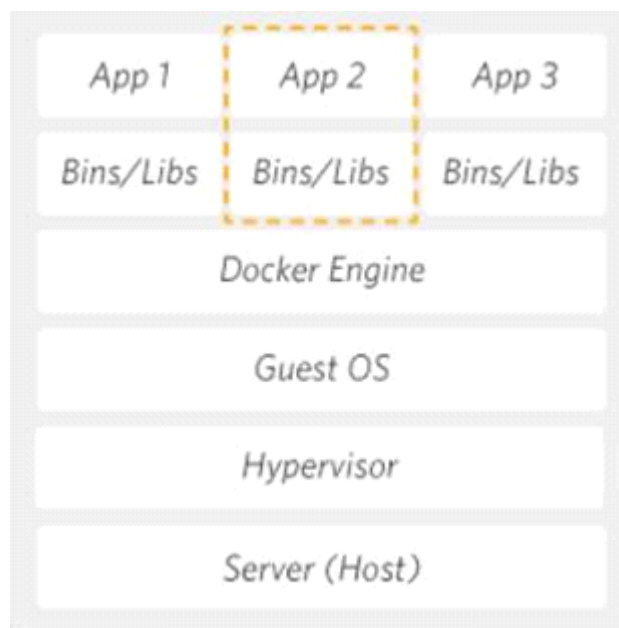 App 1 App 2 App 3
Bins/Libs Bins/Libs Bins/Libs
Docker Engine
Guest OS
Hypervisor
Server (Host)